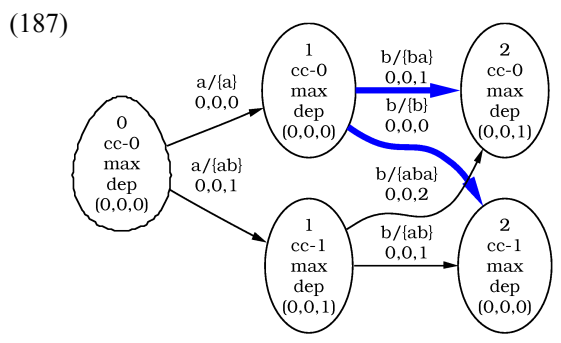 (187)
0
cc-0
max
dep
(0,0,0)
a/{a}
0,0,0
a/{ab}
0,0,1
1
cc-0
max
dep
(0,0,0)
1
cc-1
max
dep
(0,0,1)
b/{ba}
0,0,1
b/{b}
0,0,0
b/{aba}
0,0,2
b/{ab}
0,0,1
2
cc-0
max
dep
(0,0,1)
2
cc-1
max
dep
(0,0,0)